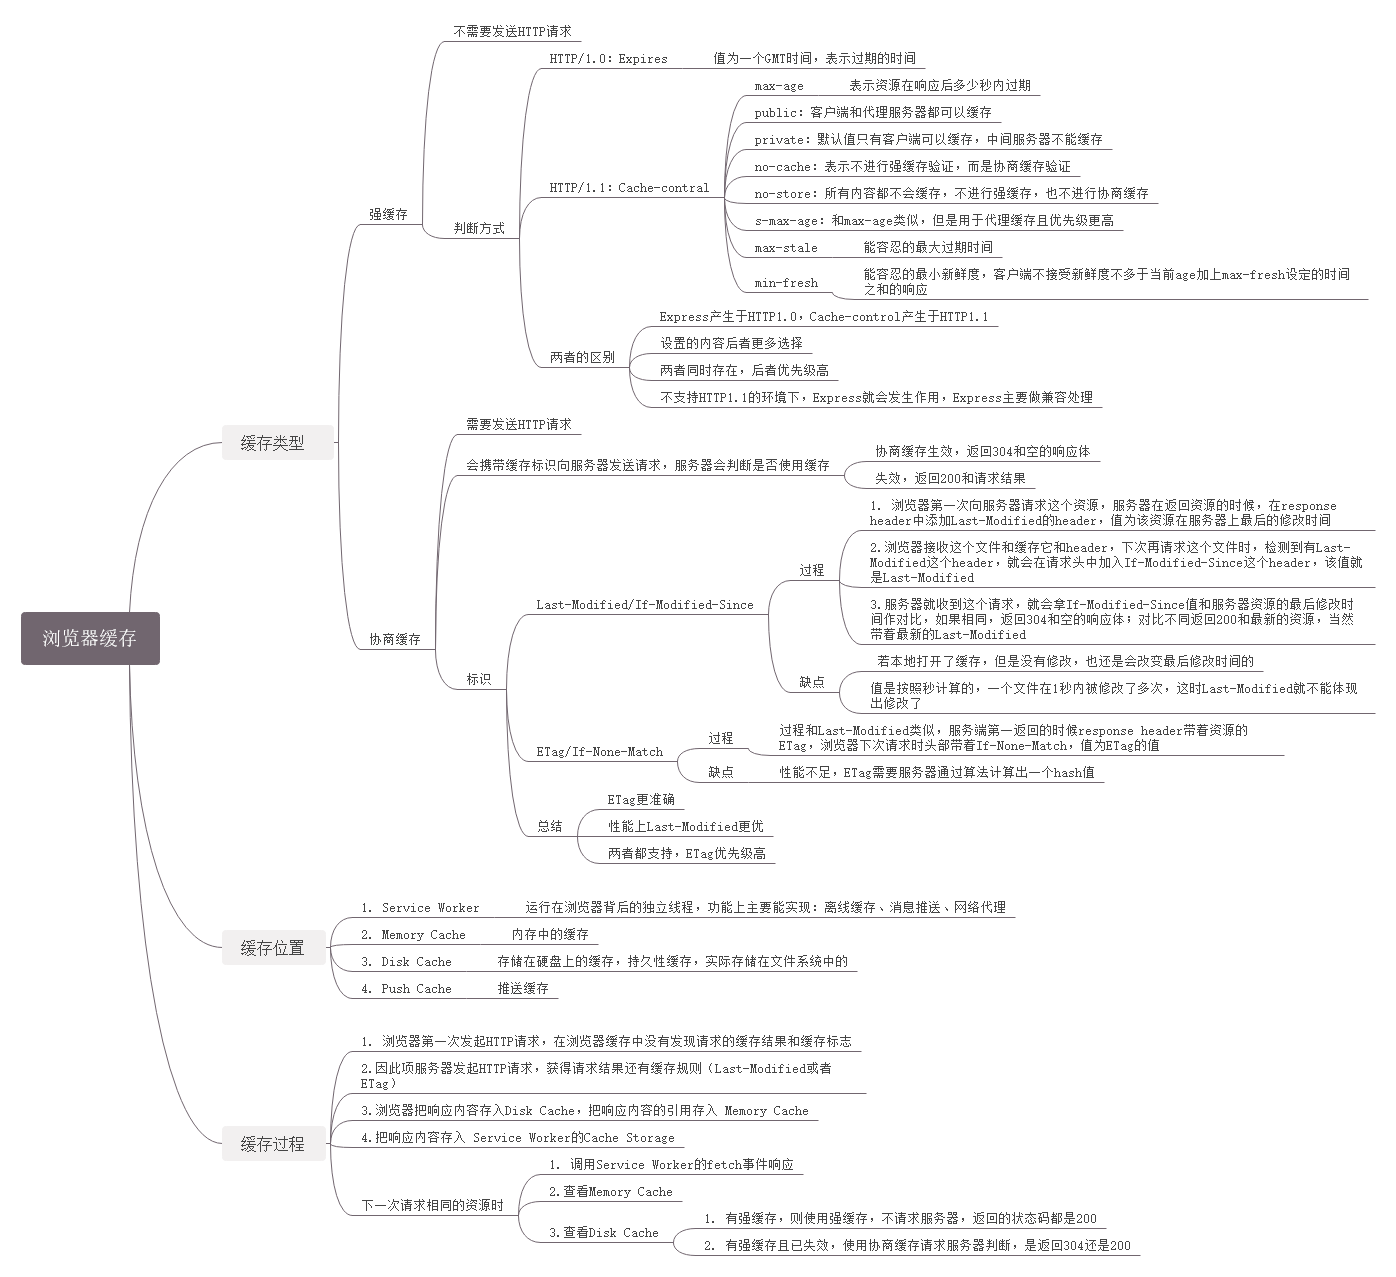 浏览器缓存
缓存类型
强缓存
不需要发送HTTP请求
判断方式
HTTP/1.0：Expires
值为一个GMT时间，表示过期的时间
HTTP/1.1：Cache-contral
max-age
表示资源在响应后多少秒内过期
public：客户端和代理服务器都可以缓存
private：默认值只有客户端可以缓存，中间服务器不能缓存
no-cache：表示不进行强缓存验证，而是协商缓存验证
no-store：所有内容都不会缓存，不进行强缓存，也不进行协商缓存
s-max-age：和max-age类似，但是用于代理缓存且优先级更高
max-stale
能容忍的最大过期时间
min-fresh
能容忍的最小新鲜度，客户端不接受新鲜度不多于当前age加上max-fresh设定的时间
之和的响应
两者的区别
Express产生于HTTP1.0，Cache-control产生于HTTP1.1
设置的内容后者更多选择
两者同时存在，后者优先级高
不支持HTTP1.1的环境下，Express就会发生作用，Express主要做兼容处理
协商缓存
需要发送HTTP请求
会携带缓存标识向服务器发送请求，服务器会判断是否使用缓存
协商缓存生效，返回304和空的响应体
失效，返回200和请求结果
标识
Last-Modified/If-Modified-Since
过程
1. 浏览器第一次向服务器请求这个资源，服务器在返回资源的时候，在response
header中添加Last-Modified的header，值为该资源在服务器上最后的修改时间
2.浏览器接收这个文件和缓存它和header，下次再请求这个文件时，检测到有Last-
Modified这个header，就会在请求头中加入If-Modified-Since这个header，该值就
是Last-Modified
3.服务器就收到这个请求，就会拿If-Modified-Since值和服务器资源的最后修改时
间作对比，如果相同，返回304和空的响应体；对比不同返回200和最新的资源，当然
带着最新的Last-Modified
缺点
若本地打开了缓存，但是没有修改，也还是会改变最后修改时间的
值是按照秒计算的，一个文件在1秒内被修改了多次，这时Last-Modified就不能体现
出修改了
ETag/If-None-Match
过程
过程和Last-Modified类似，服务端第一返回的时候response header带着资源的
ETag，浏览器下次请求时头部带着If-None-Match，值为ETag的值
缺点
性能不足，ETag需要服务器通过算法计算出一个hash值
总结
ETag更准确
性能上Last-Modified更优
两者都支持，ETag优先级高
缓存位置
1. Service Worker
运行在浏览器背后的独立线程，功能上主要能实现：离线缓存、消息推送、网络代理
2. Memory Cache
内存中的缓存
3. Disk Cache
存储在硬盘上的缓存，持久性缓存，实际存储在文件系统中的
4. Push Cache
推送缓存
缓存过程
1. 浏览器第一次发起HTTP请求，在浏览器缓存中没有发现请求的缓存结果和缓存标志
2.因此项服务器发起HTTP请求，获得请求结果还有缓存规则（Last-Modified或者
ETag）
3.浏览器把响应内容存入Disk Cache，把响应内容的引用存入 Memory Cache
4.把响应内容存入 Service Worker的Cache Storage
下一次请求相同的资源时
1. 调用Service Worker的fetch事件响应
2.查看Memory Cache
3.查看Disk Cache
1. 有强缓存，则使用强缓存，不请求服务器，返回的状态码都是200
2. 有强缓存且已失效，使用协商缓存请求服务器判断，是返回304还是200